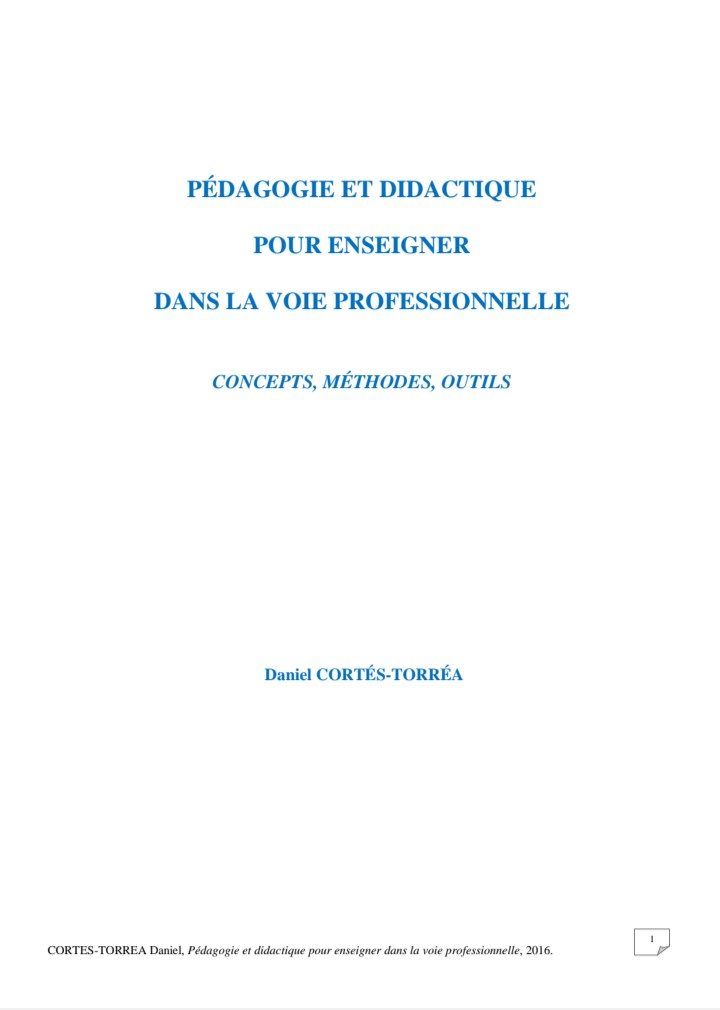 PÉDAGOGIE ET DIDACTIQUE
POUR ENSEIGNER
DANS LA VOIE PROFESSIONNELLE
CONCEPTS, MÉTHODES, OUTILS
Daniel CORTÉS-TORRÉA
1
CORTES-TORREA Daniel, Pédagogie et didactique pour enseigner dans la voie professionnelle, 2016.